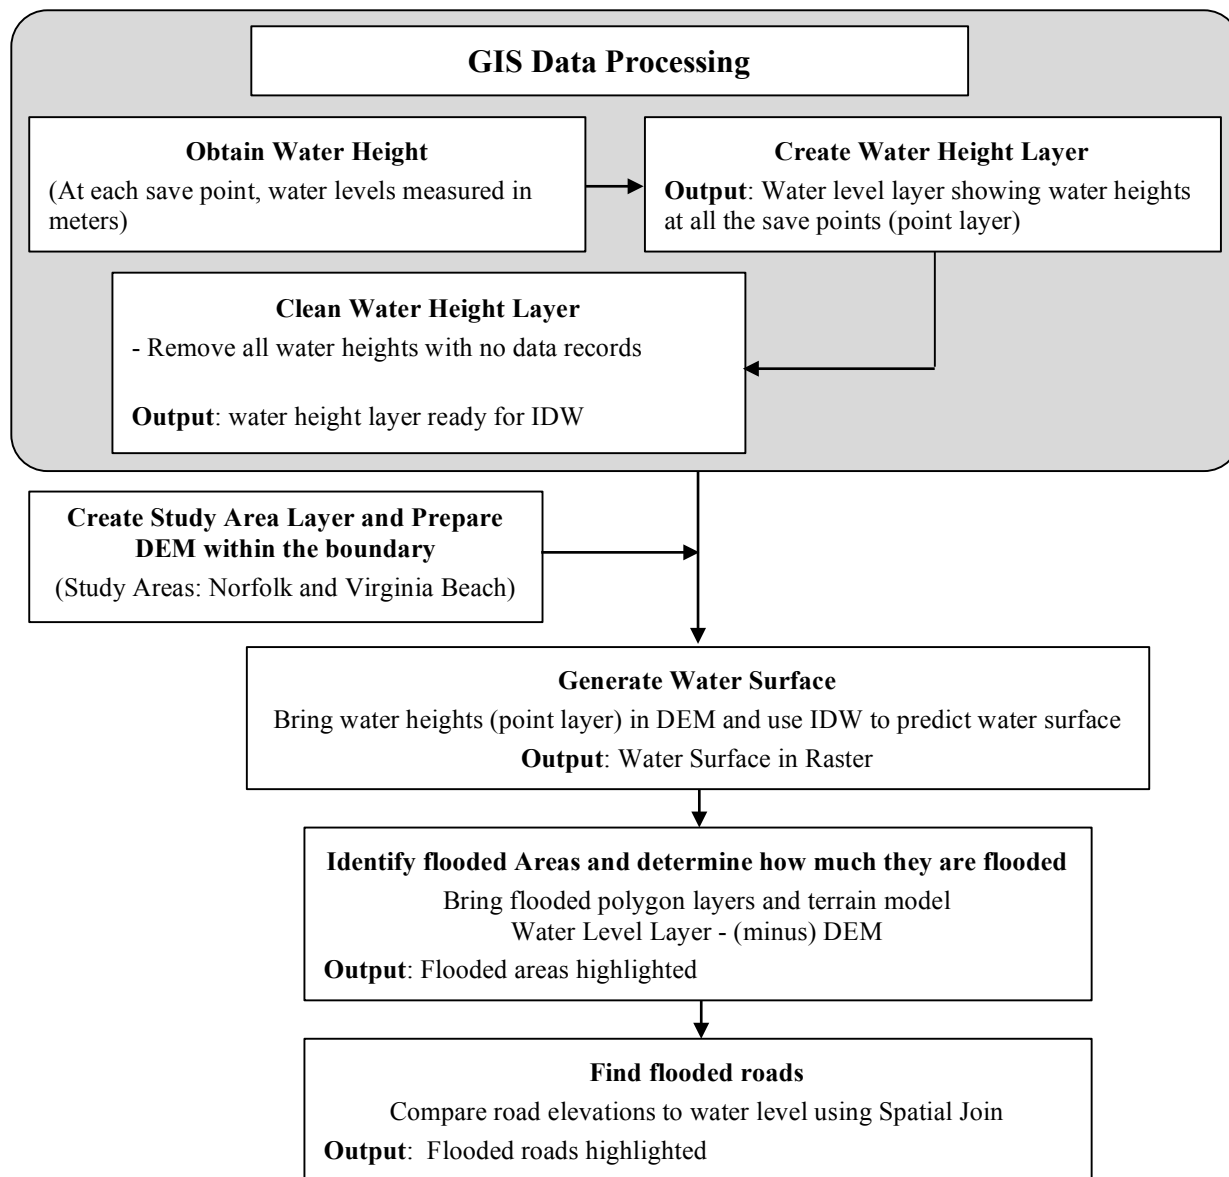 GIS Data Processing
Obtain Water Height
(At each save point, water levels measured in
meters)
Create Water Height Layer
Output: Water level layer showing water heights
at all the save points (point layer)
Clean Water Height Layer
- Remove all water heights with no data records
Output: water height layer ready for IDW
Create Study Area Layer and Prepare
DEM within the boundary
(Study Areas: Norfolk and Virginia Beach)
Generate Water Surface
Bring water heights (point layer) in DEM and use IDW to predict water surface
Output: Water Surface in Raster
Identify flooded Areas and determine how much they are flooded
Bring flooded polygon layers and terrain model
Water Level Layer - (minus) DEM
Output: Flooded areas highlighted
Find flooded roads
Compare road elevations to water level using Spatial Join
Output: Flooded roads highlighted